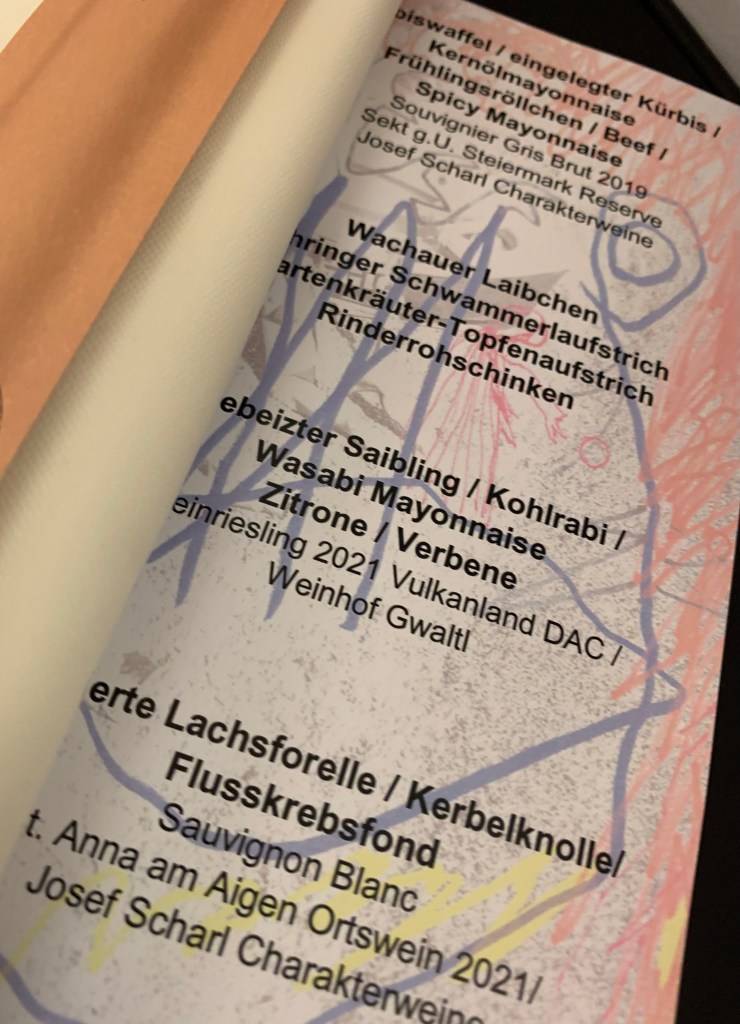 biswaffel / eingelegter Kürbis /
Kernölmayonnaise
Frühlingsröllchen / Beef /
Spicy Mayonnaise
Souvignier Gris Brut 2019
Sekt g.U. Steiermark Reserve
Josef Scharl Charakterweine
Wachauer Laibchen
hringer Schwammerlaufstrich
artenkräuter-Topfenaufstrich
Rinderrohschinken
ebeizter Saibling / Kohlrabi /
Wasabi Mayonnaise
Zitrone / Verbene
einriesling 2021 Vulkanland DAC /
Weinhof Gwaltl
erte Lachsforelle / Kerbelknolle/
Flusskrebsfond
Sauvignon Blanc
t. Anna am Aigen Ortswein 2021/
Josef Scharl Charakterweine